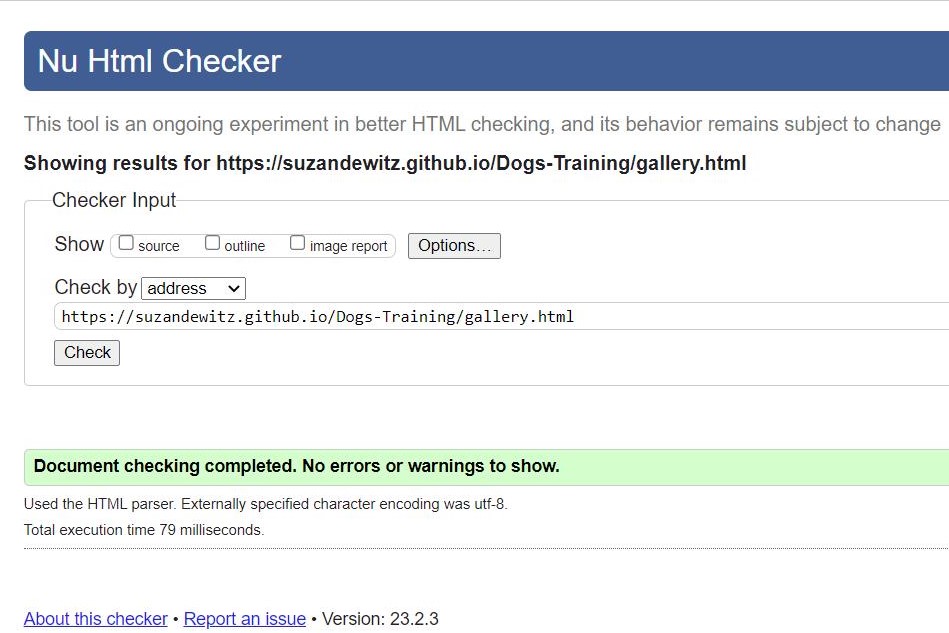 Nu Html Checker
This tool is an ongoing experiment in better HTML checking, and its behavior remains subject to change
Showing results for https://suzandewitz.github.io/Dogs-Training/gallery.html
Checker Input
Show source outline image report Options...
Check by address
https://suzandewitz.github.io/Dogs-Training/gallery.html
Check
Document checking completed. No errors or warnings to show.
Used the HTML parser. Externally specified character encoding was utf-8.
Total execution time 79 milliseconds.
About this checker • Report an issue • Version: 23.2.3